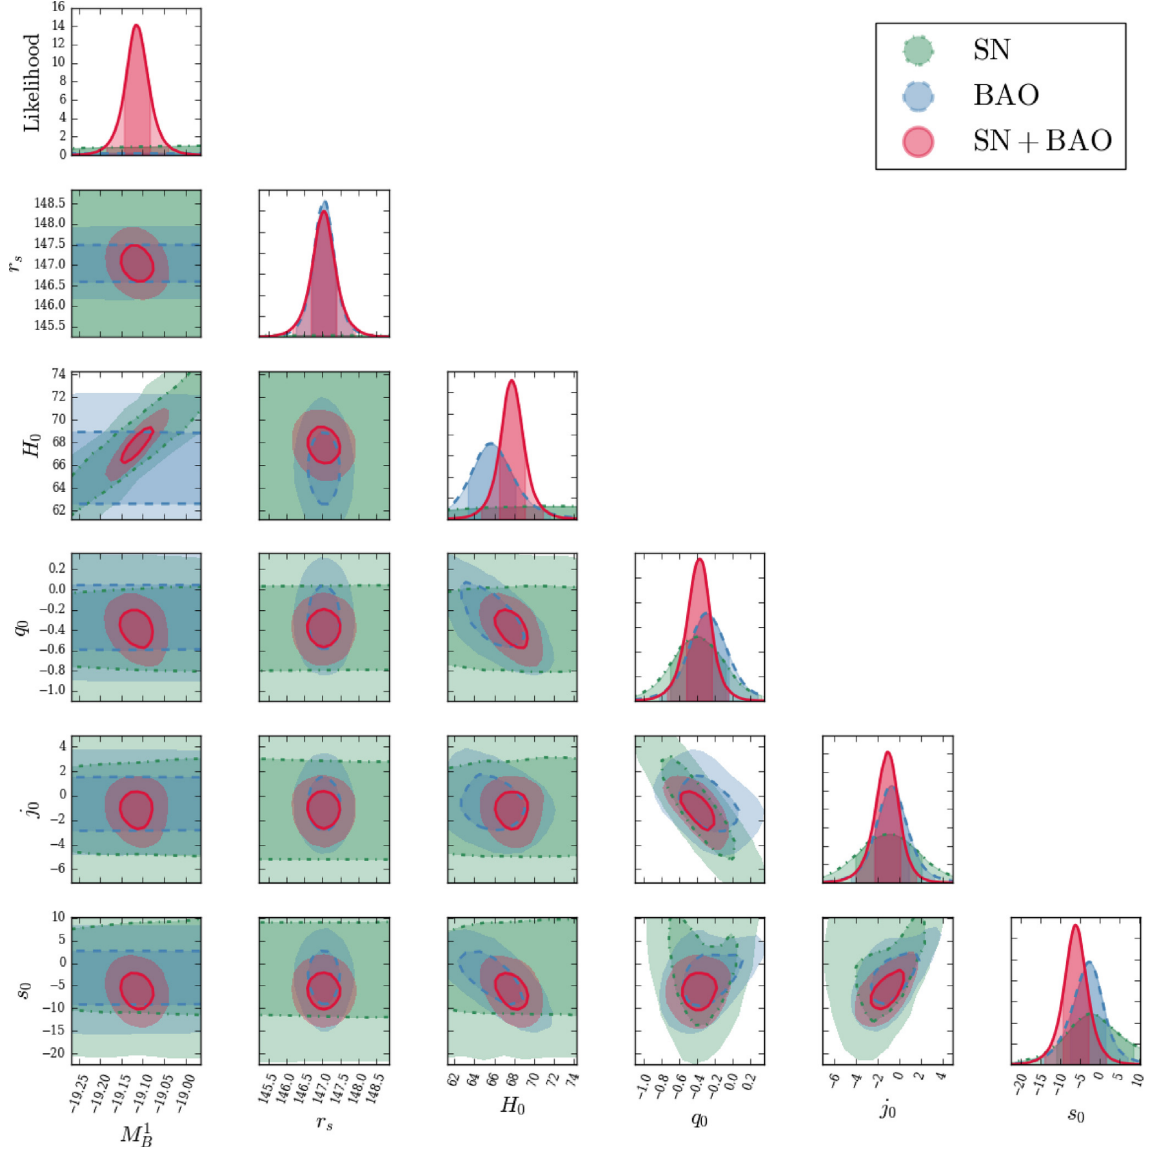 16
14
12
10
8
6
4
2
0
Likelihood
SN
BAO
SN + BAO
148.5
148.0
147.5
147.0
146.5
146.0
145.5
r_s
74
72
70
68
66
64
62
H_0
0.2
0.0
−0.2
−0.4
−0.6
−0.8
−1.0
q_0
4
2
0
−2
−4
−6
j_0
10
5
0
−5
−10
−15
−20
s_0
−19.25 −19.20 −19.15 −19.10 −19.05 −19.00
M_B^1
145.5 146.0 146.5 147.0 147.5 148.0 148.5
r_s
62 64 66 68 70 72 74
H_0
−1.0 −0.8 −0.6 −0.4 −0.2 0.0 0.2
q_0
−6 −4 −2 0 2 4
j_0
−20 −15 −10 −5 0 5 10
s_0